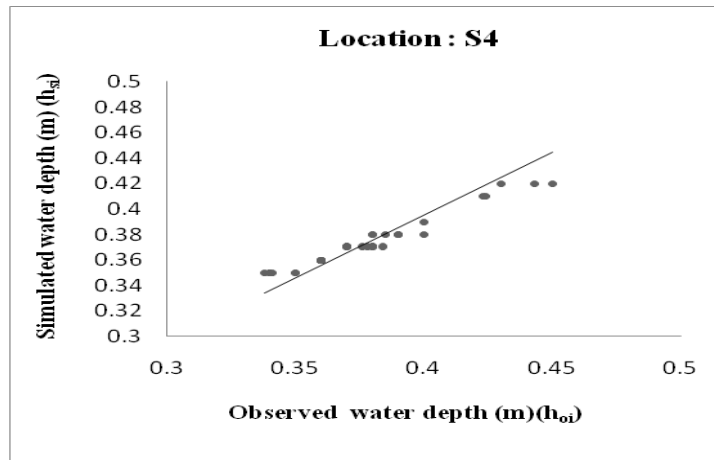 Location : S4
Simulated water depth (m) (hsi)
0.5
0.48
0.46
0.44
0.42
0.4
0.38
0.36
0.34
0.32
0.3
0.3 0.35 0.4 0.45 0.5
Observed water depth (m)(hoi)